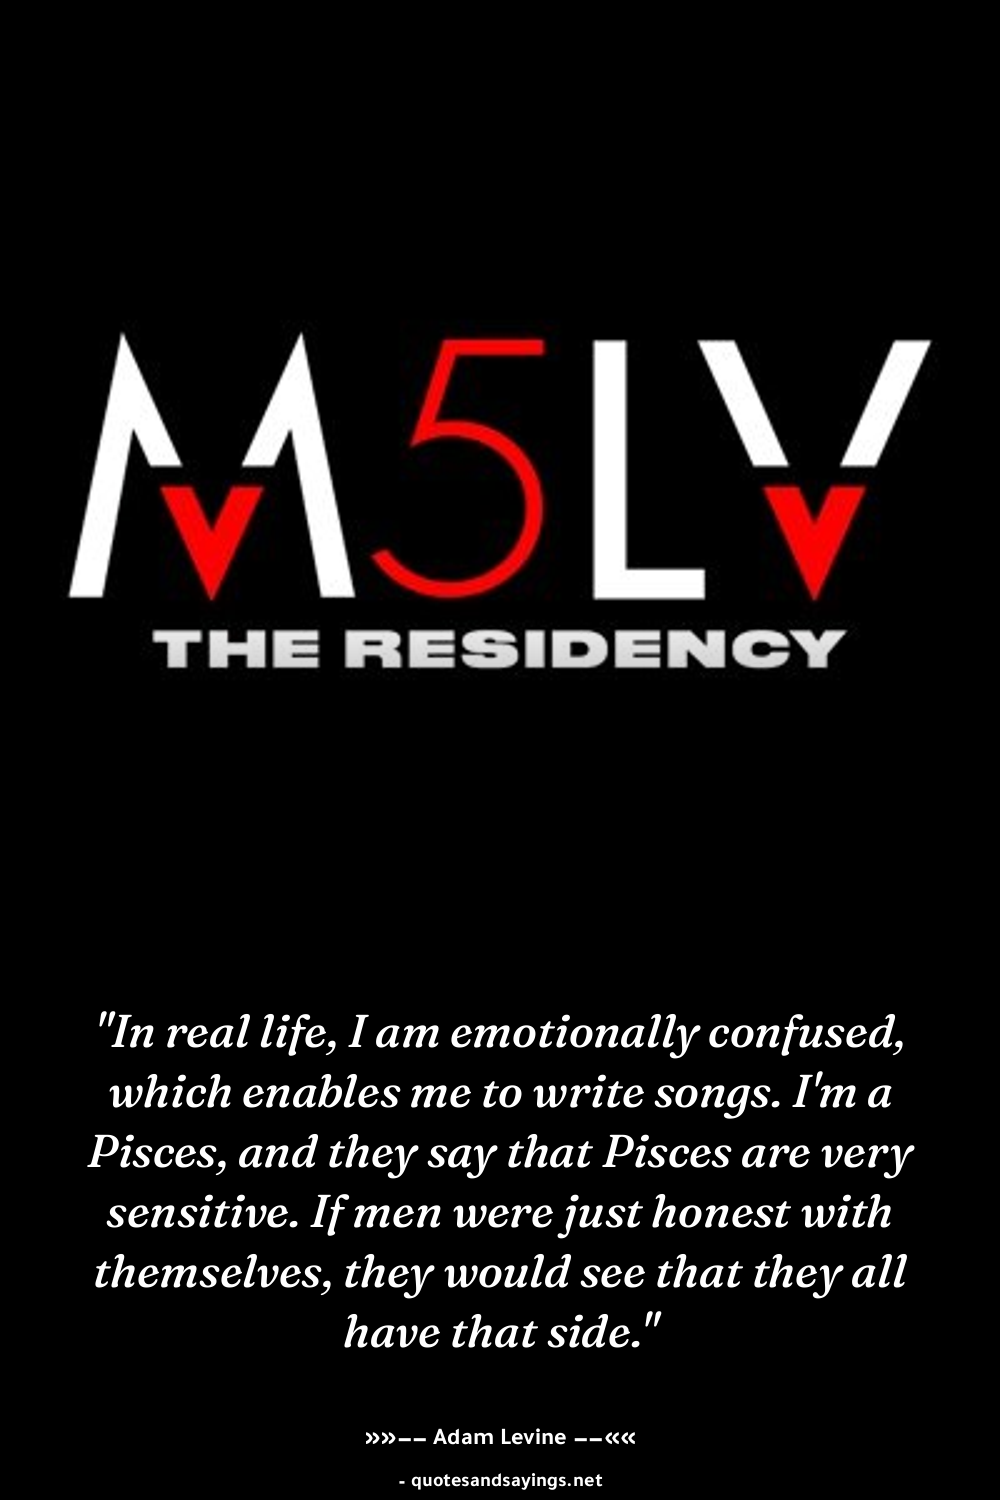 M5LV
THE RESIDENCY
"In real life, I am emotionally confused,
which enables me to write songs. I'm a
Pisces, and they say that Pisces are very
sensitive. If men were just honest with
themselves, they would see that they all
have that side."
»»–– Adam Levine ––««
- quotesandsayings.net